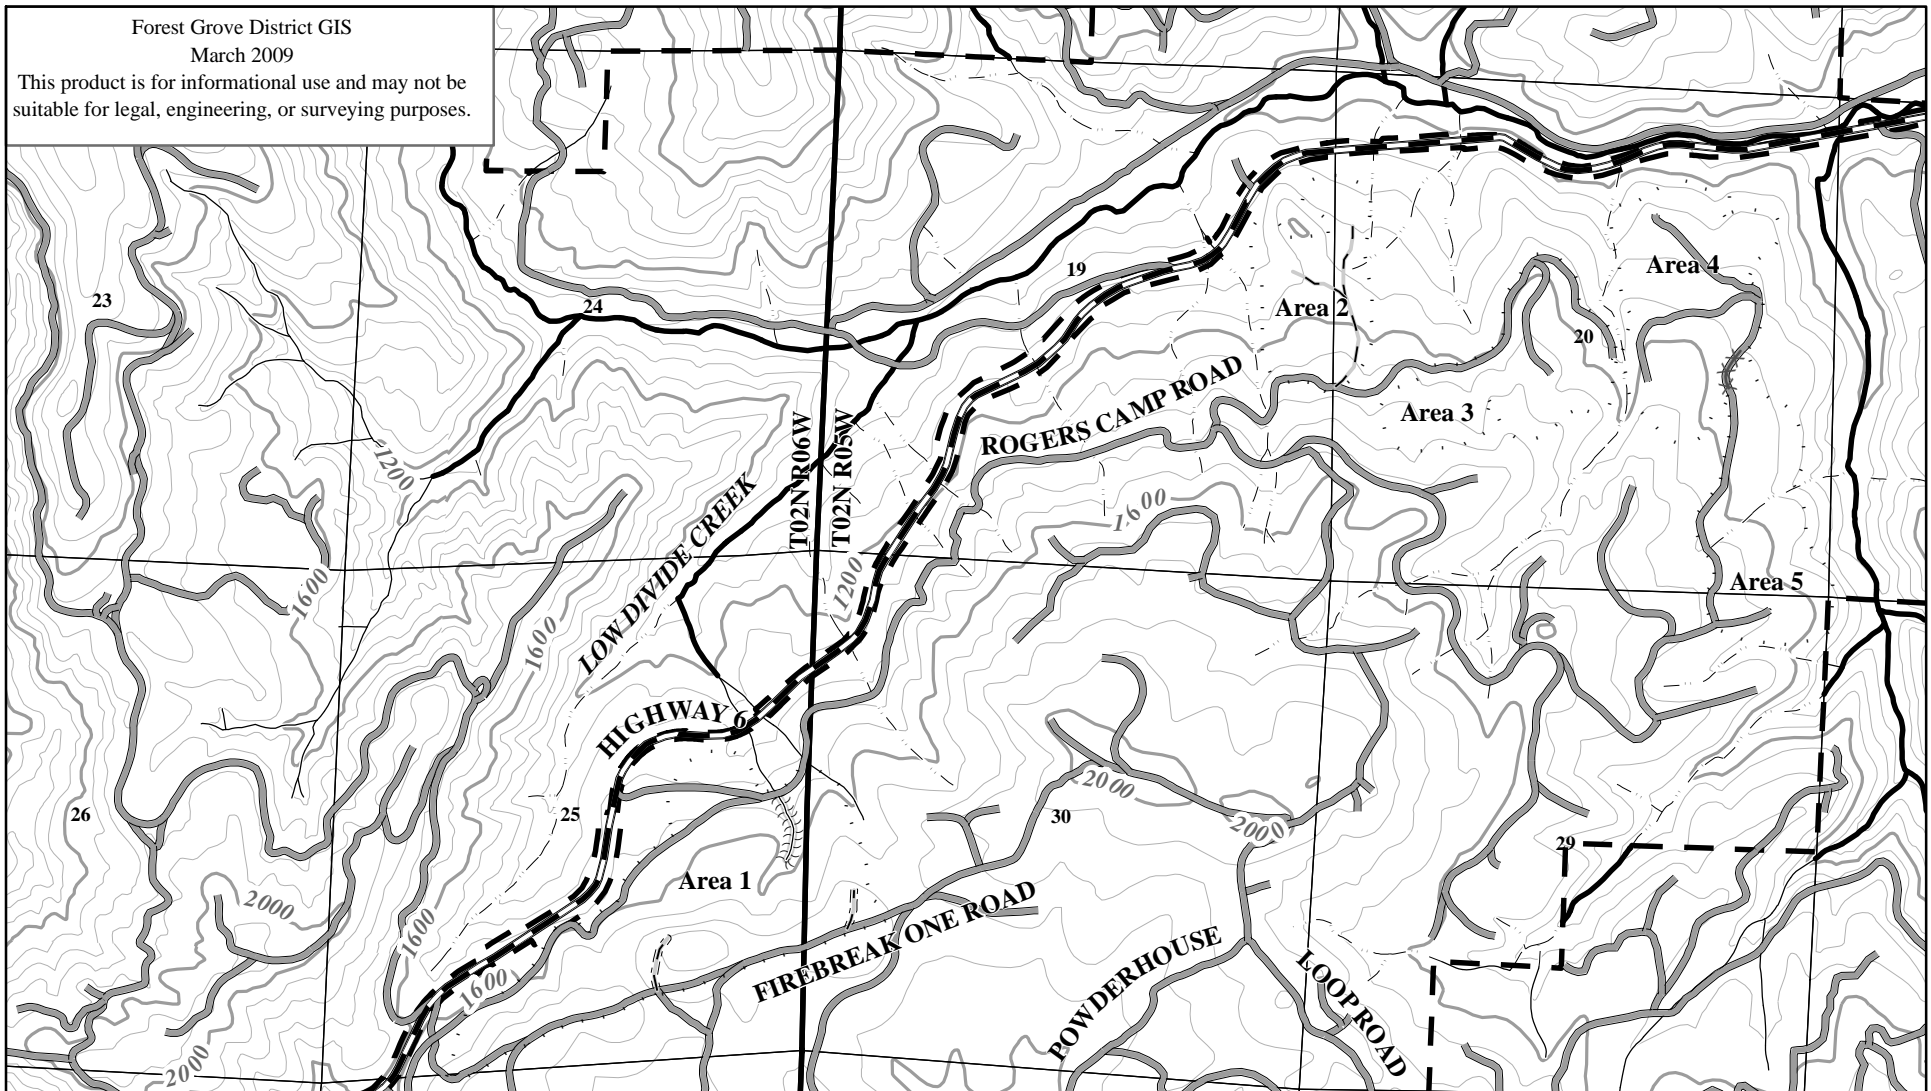 Forest Grove District GIS
March 2009
This product is for informational use and may not be
suitable for legal, engineering, or surveying purposes.
23
24
19
20
Area 4
Area 2
Area 3
ROGERS CAMP ROAD
1200
T02N R06W
T02N R05W
1600
LOW DIVIDE CREEK
1200
1600
1600
Area 5
HIGHWAY 6
26
25
30
2000
2000
29
Area 1
2000
1600
FIREBREAK ONE ROAD
1600
POWDERHOUSE
LOOP ROAD
2000